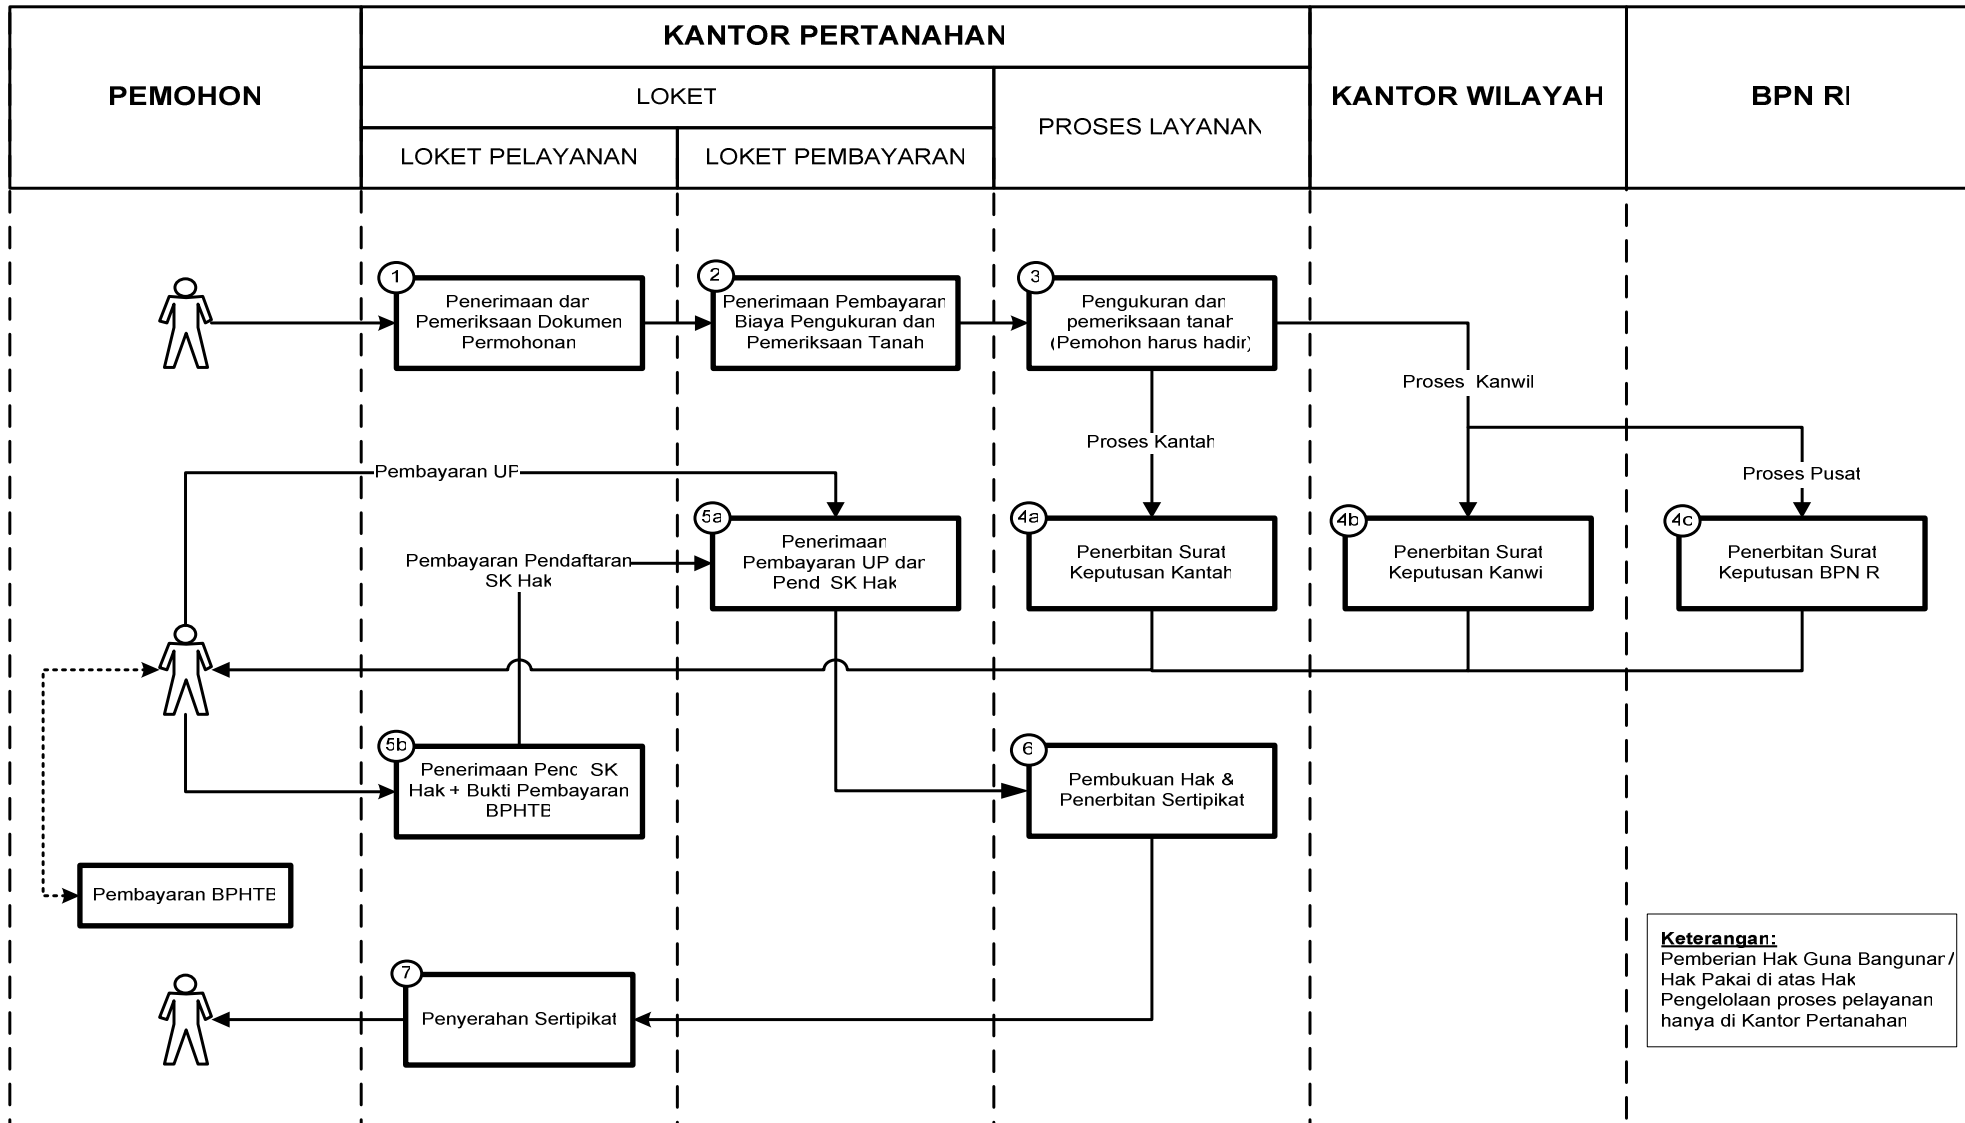 KANTOR PERTANAHAN
PEMOHON
LOKET
KANTOR WILAYAH
BPN RI
PROSES LAYANAN
LOKET PELAYANAN
LOKET PEMBAYARAN
1
Penerimaan dan
Pemeriksaan Dokumen
Permohonan
2
Penerimaan Pembayaran
Biaya Pengukuran dan
Pemeriksaan Tanah
3
Pengukuran dan
pemeriksaan tanah
(Pemohon harus hadir)
Proses Kanwil
Proses Kantah
Pembayaran UP
Proses Pusat
5a
Penerimaan
Pembayaran UP dan
Pend SK Hak
4a
Penerbitan Surat
Keputusan Kantah
4b
Penerbitan Surat
Keputusan Kanwi
4c
Penerbitan Surat
Keputusan BPN R
Pembayaran Pendaftaran
SK Hak
5b
Penerimaan Pend SK
Hak + Bukti Pembayaran
BPHTB
6
Pembukuan Hak &
Penerbitan Sertipikat
Pembayaran BPHTB
7
Penyerahan Sertipikat
Keterangan:
Pemberian Hak Guna Bangunan/
Hak Pakai di atas Hak
Pengelolaan proses pelayanan
hanya di Kantor Pertanahan